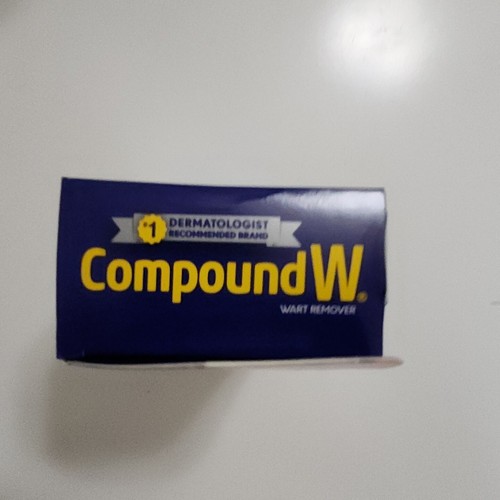 #1 DERMATOLOGIST
RECOMMENDED BRAND
Compound W®
WART REMOVER